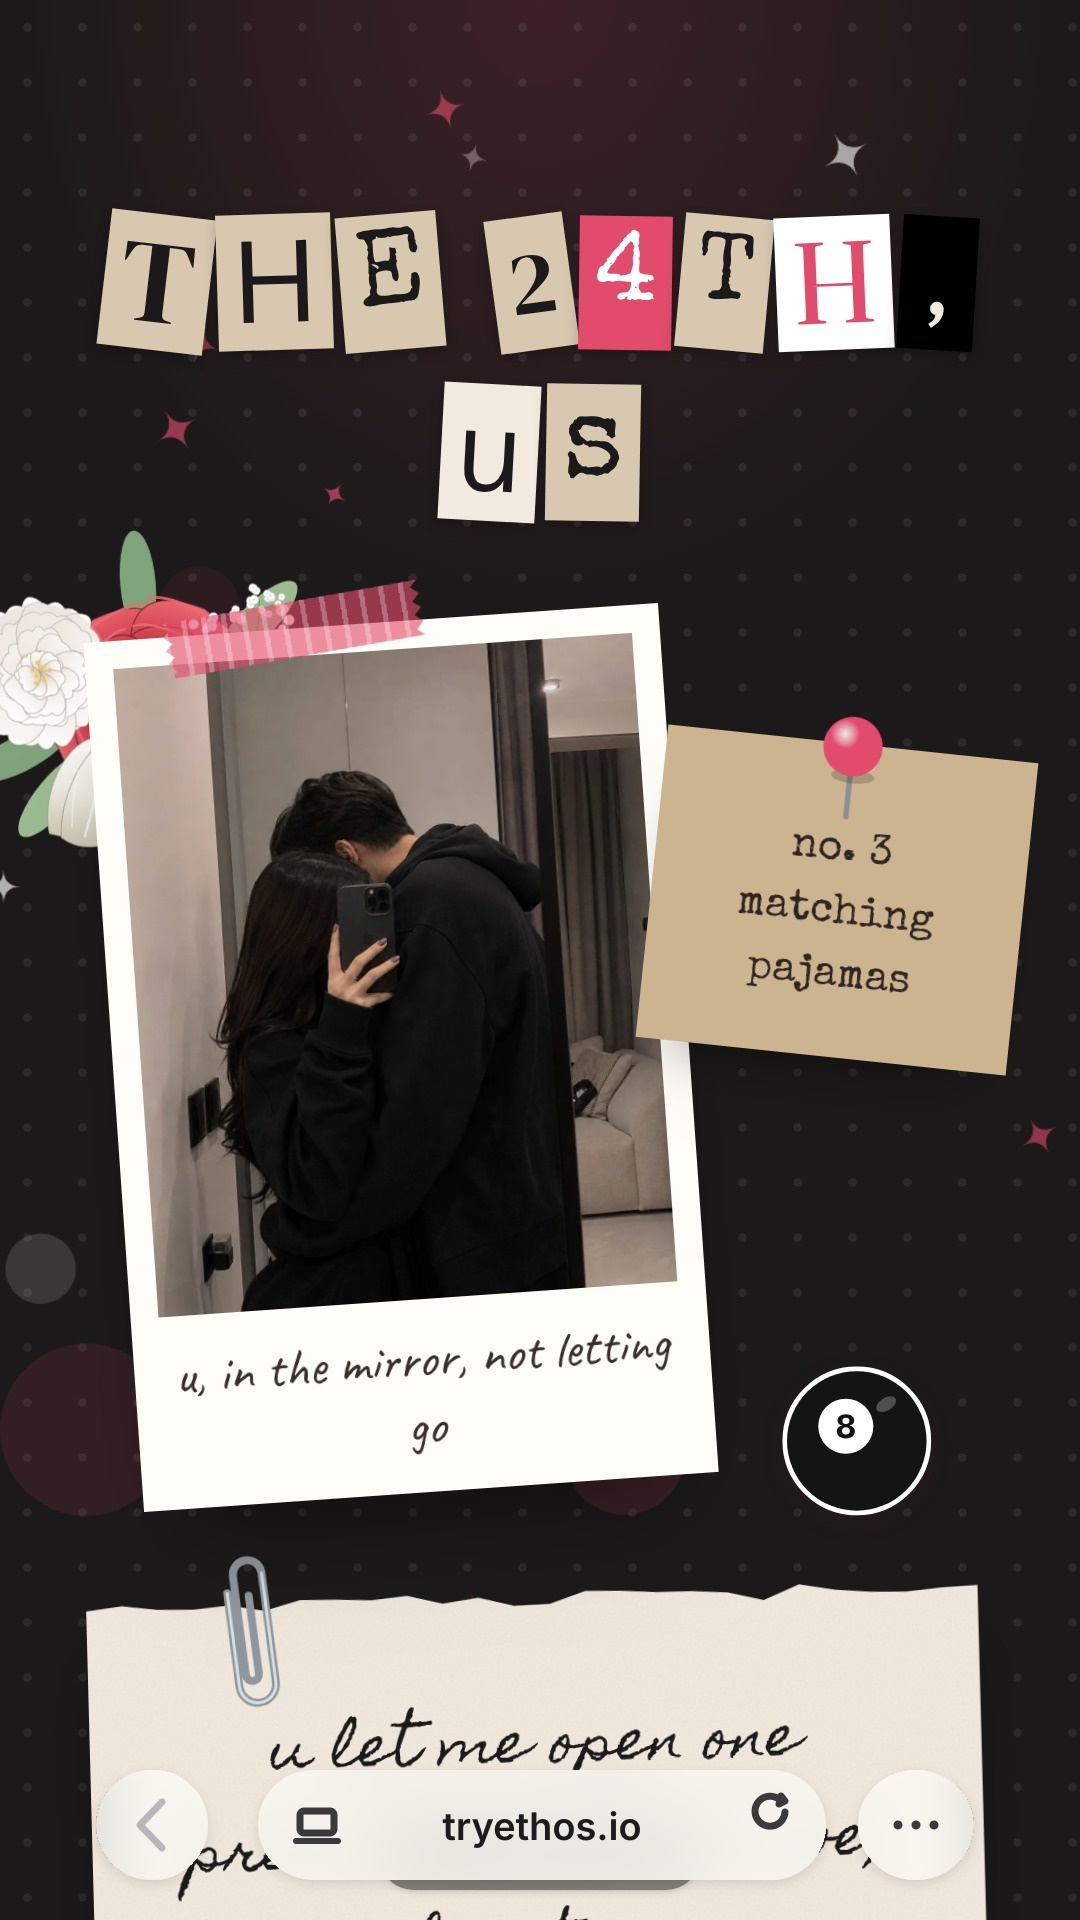 THE 24TH,
us
no. 3
matching
pajamas
u, in the mirror, not letting
go
8
u let me open one
tryethos.io